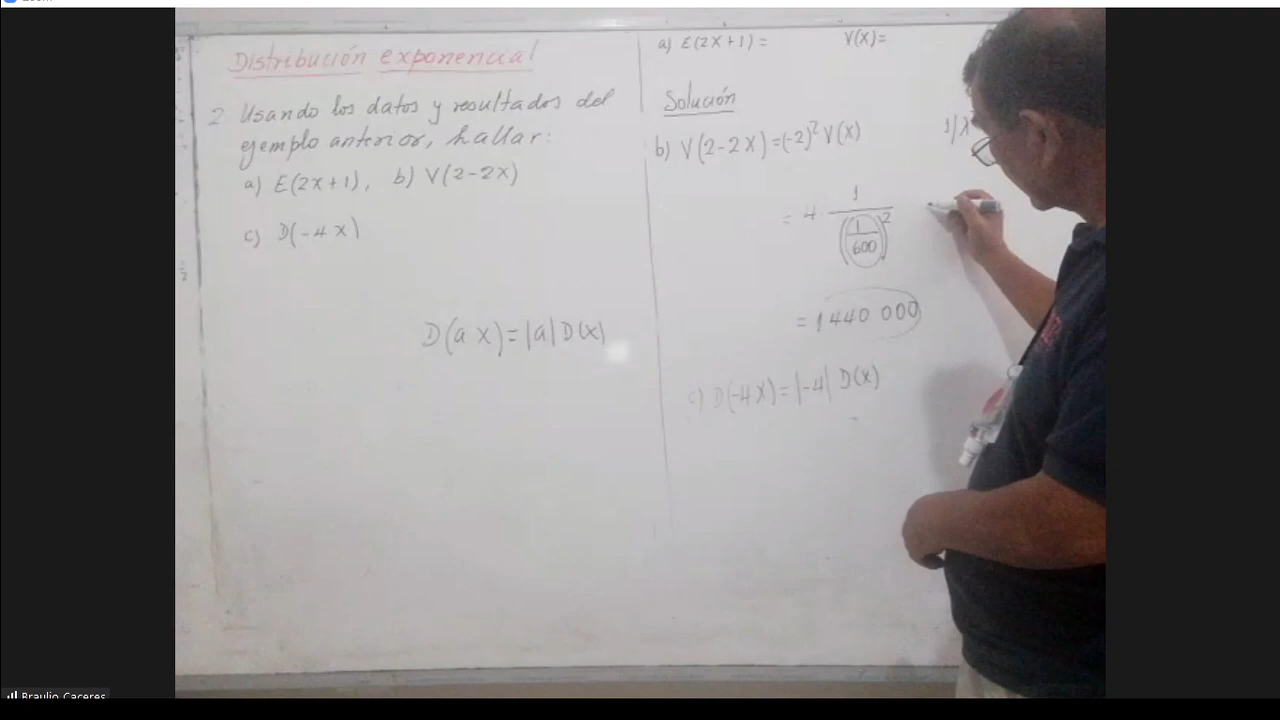 Distribución exponencial
2 Usando los datos y resultados del
ejemplo anterior, hallar:
a) E(2X+1), b) V(2-2X)
c) D(-4X)
D(aX)=|a|D(X)
a) E(2X+1)= V(X)=
Solución
b) V(2-2X)=(-2)² V(X)
1/λ
= 4. 1/(1/600)²
= 1440 000
c) D(-4X)=|-4| D(X)
Braulio Caceres